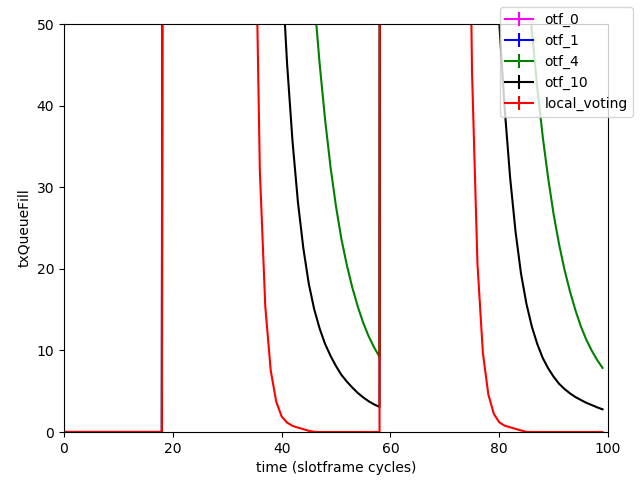 otf_0
otf_1
otf_4
otf_10
local_voting
50
40
30
20
10
0
txQueueFill
0 20 40 60 80 100
time (slotframe cycles)